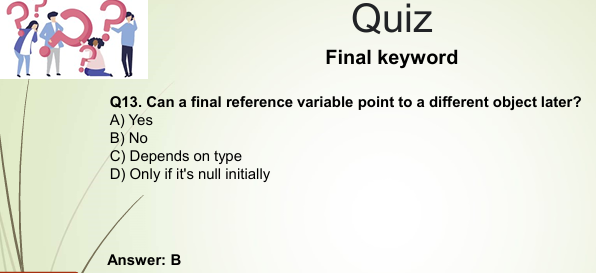 Quiz
Final keyword
Q13. Can a final reference variable point to a different object later?
A) Yes
B) No
C) Depends on type
D) Only if it's null initially
Answer: B